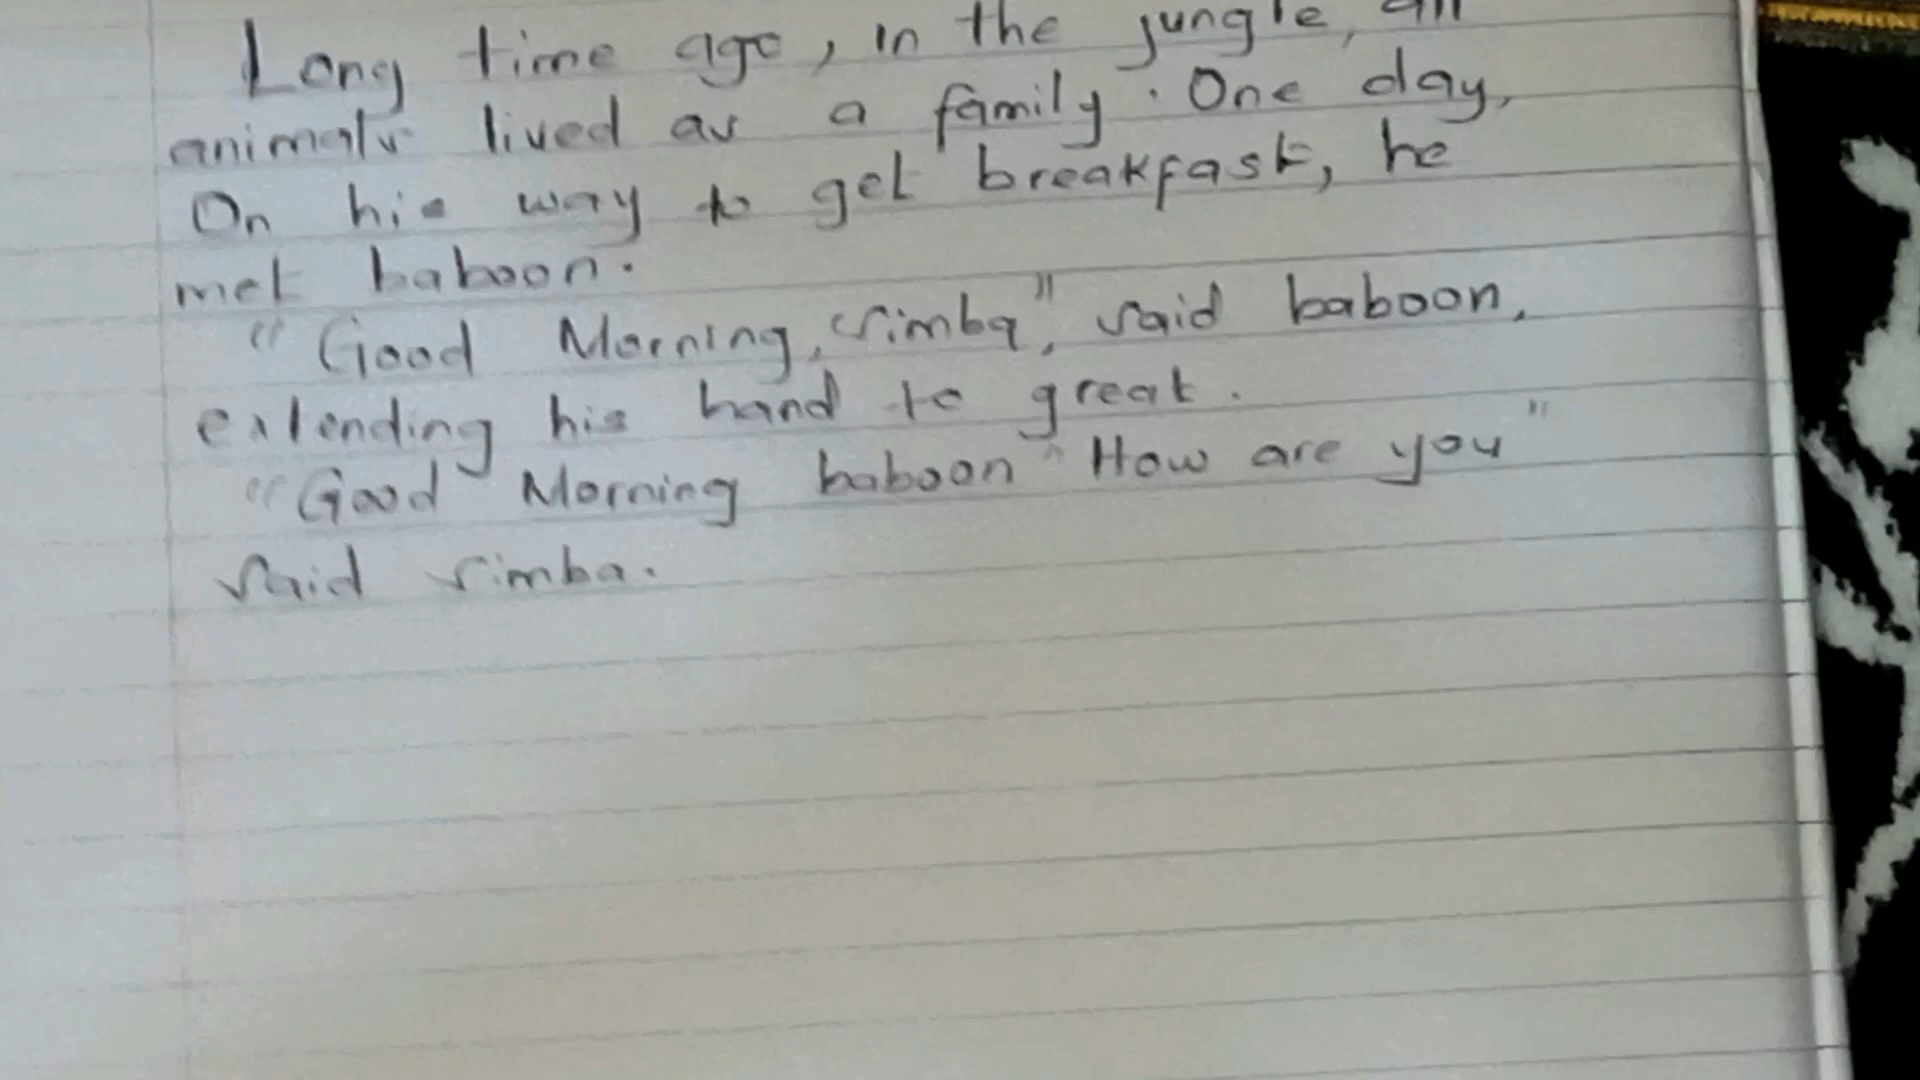 Long time ago, in the jungle, all
animals lived as a family. One day,
On his way to get breakfast, he
met baboon.
"Good Morning, simba", said baboon,
extending his hand to great.
"Good Morning baboon" How are you"
said simba.